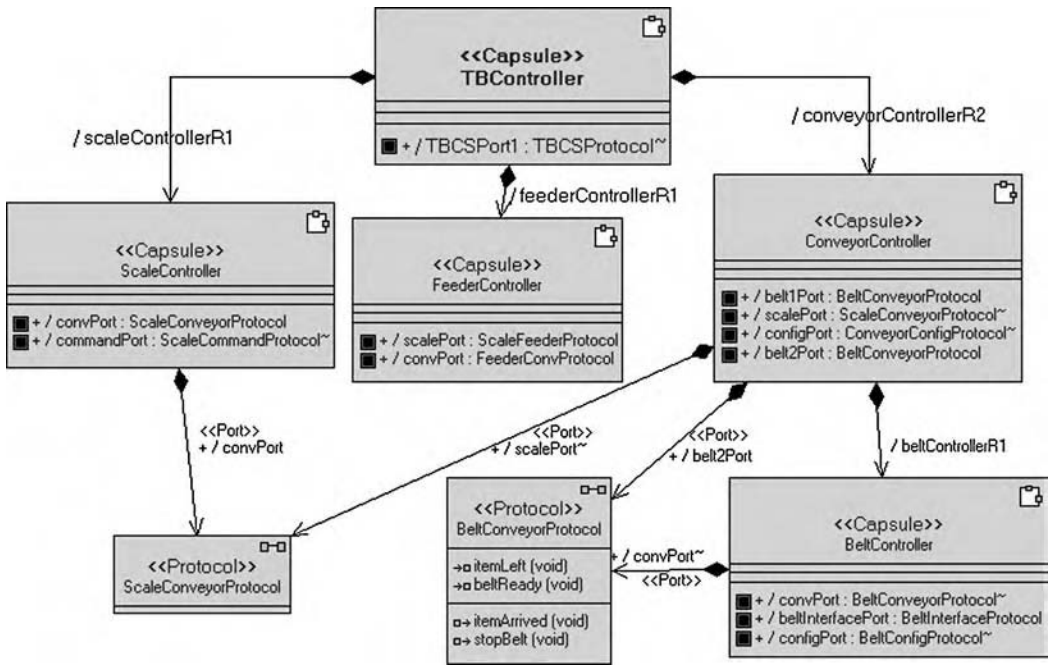 <<Capsule>>
TBController
+ / TBCSPort1 : TBCSProtocol~
/ scaleControllerR1
/ conveyorControllerR2
/feederControllerR1
<<Capsule>>
ScaleController
+ / convPort : ScaleConveyorProtocol
+ / commandPort : ScaleCommandProtocol~
<<Capsule>>
FeederController
+ / scalePort : ScaleFeederProtocol
+ / convPort : FeederConvProtocol
<<Capsule>>
ConveyorController
+ / belt1Port : BeltConveyorProtocol
+ / scalePort : ScaleConveyorProtocol~
+ / configPort : ConveyorConfigProtocol~
+ / belt2Port : BeltConveyorProtocol
<<Port>>
+ / convPort
<<Port>>
+ / scalePort~
<<Port>>
+ / belt2Port
/ beltControllerR1
<<Protocol>>
ScaleConveyorProtocol
<<Protocol>>
BeltConveyorProtocol
itemLeft (void)
beltReady (void)
itemArrived (void)
stopBelt (void)
+ / convPort~
<<Port>>
<<Capsule>>
BeltController
+ / convPort : BeltConveyorProtocol~
+ / beltInterfacePort : BeltInterfaceProtocol
+ / configPort : BeltConfigProtocol~